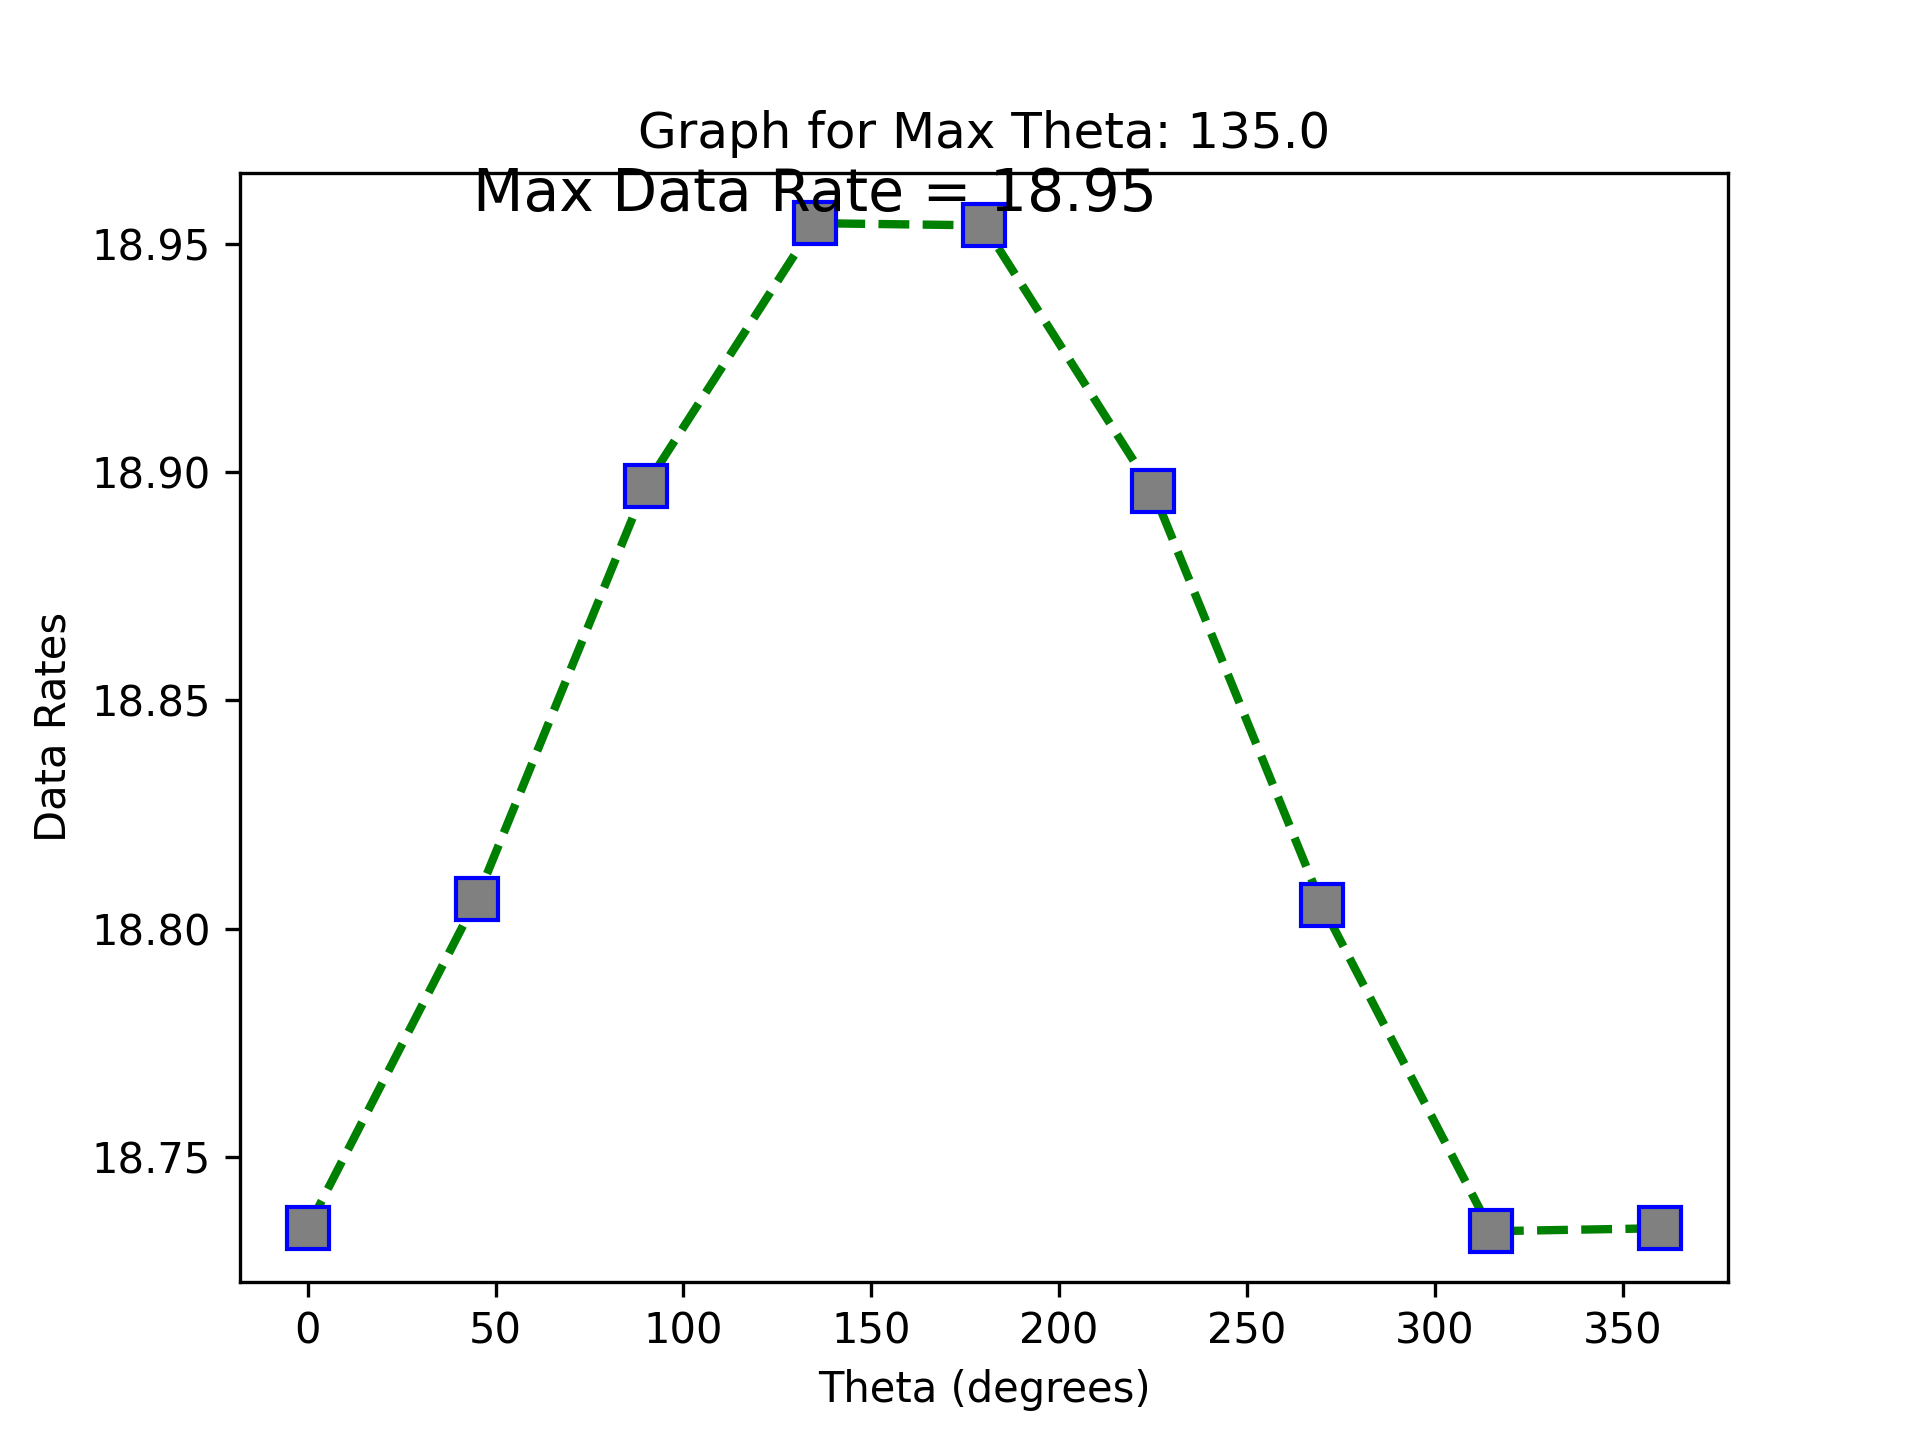 Graph for Max Theta: 135.0
Max Data Rate = 18.95
18.95
18.90
18.85
18.80
18.75
Data Rates
0 50 100 150 200 250 300 350
Theta (degrees)